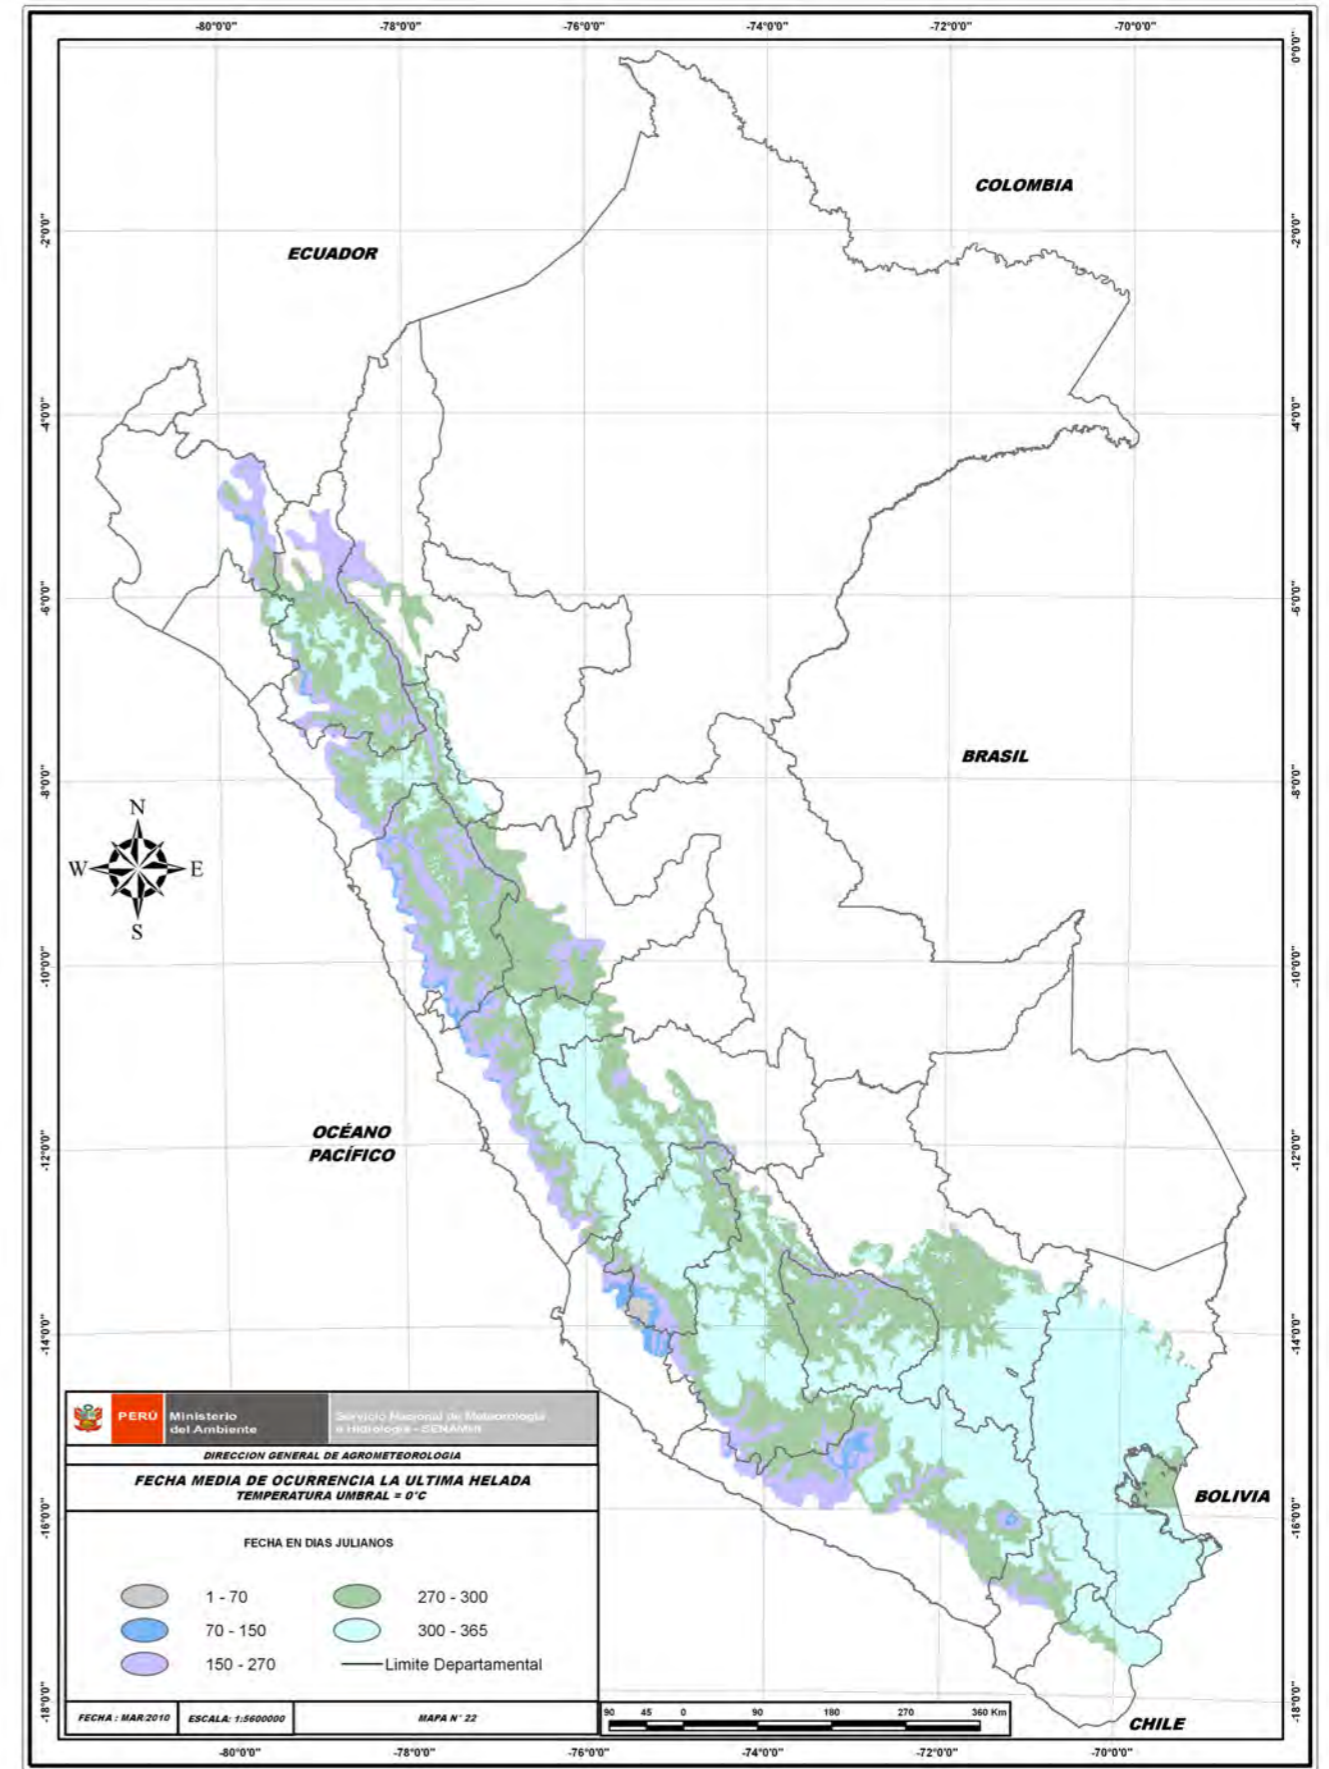 -80°0'0"
-78°0'0"
-76°0'0"
-74°0'0"
-72°0'0"
-70°0'0"
0°0'0"
COLOMBIA
ECUADOR
-2°0'0"
-2°0'0"
-4°0'0"
-4°0'0"
-6°0'0"
-6°0'0"
BRASIL
-8°0'0"
-8°0'0"
N
W
E
S
-10°0'0"
-10°0'0"
OCÉANO
PACÍFICO
-12°0'0"
-12°0'0"
-14°0'0"
-14°0'0"
PERÚ
Ministerio
del Ambiente
Servicio Nacional de Meteorología
e Hidrología - SENAMHI
DIRECCION GENERAL DE AGROMETEOROLOGIA
FECHA MEDIA DE OCURRENCIA LA ULTIMA HELADA
TEMPERATURA UMBRAL = 0°C
BOLIVIA
-16°0'0"
-16°0'0"
FECHA EN DIAS JULIANOS
1 - 70
270 - 300
70 - 150
300 - 365
150 - 270
Limite Departamental
-18°0'0"
-18°0'0"
FECHA : MAR/2010
ESCALA: 1:5600000
MAPA N° 22
90 45 0 90 180 270 360 Km
CHILE
-80°0'0"
-78°0'0"
-76°0'0"
-74°0'0"
-72°0'0"
-70°0'0"